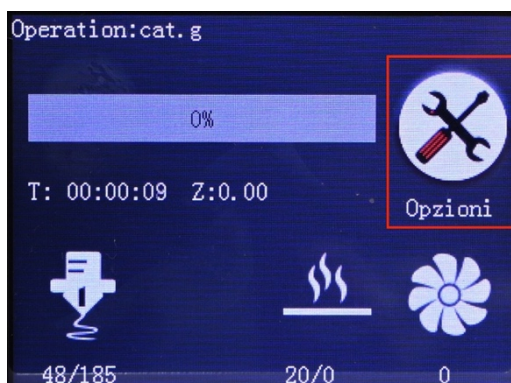 Operation:cat.g
0%
T: 00:00:09 Z:0.00
Opzioni
48/185 20/0 0